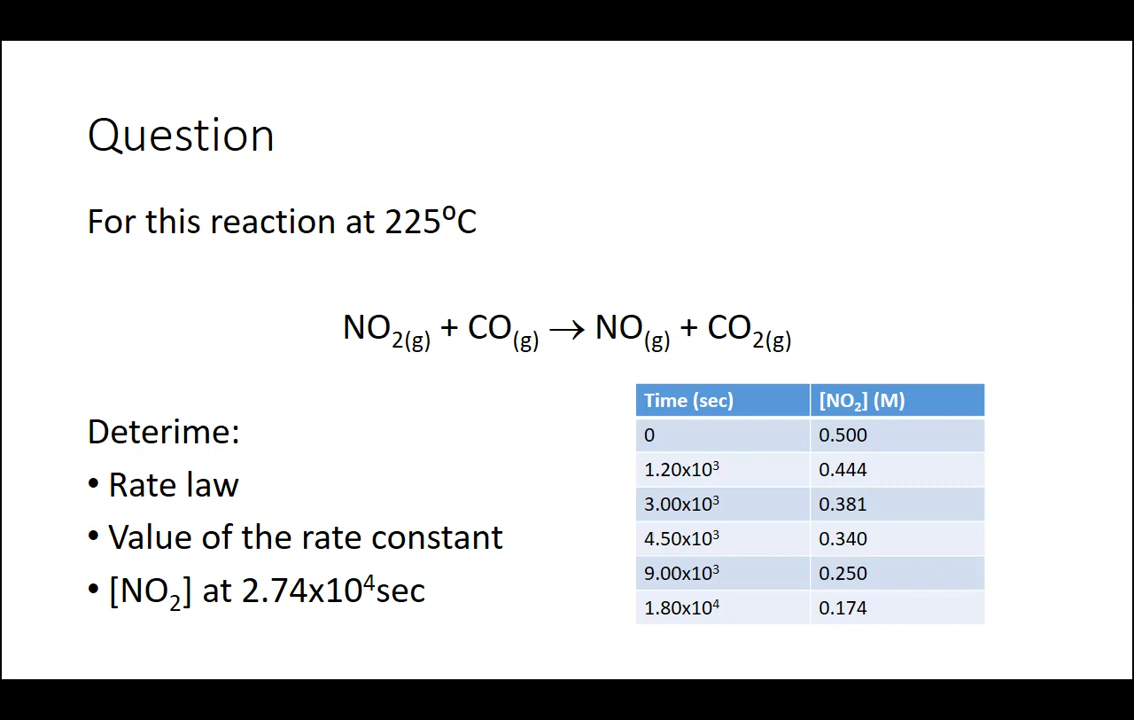 Question
For this reaction at 225⁰C
NO₂₍g₎ + CO₍g₎ → NO₍g₎ + CO₂₍g₎
Deterime:
• Rate law
• Value of the rate constant
• [NO₂] at 2.74x10⁴sec
Time (sec) [NO₂] (M)
0 0.500
1.20x10³ 0.444
3.00x10³ 0.381
4.50x10³ 0.340
9.00x10³ 0.250
1.80x10⁴ 0.174